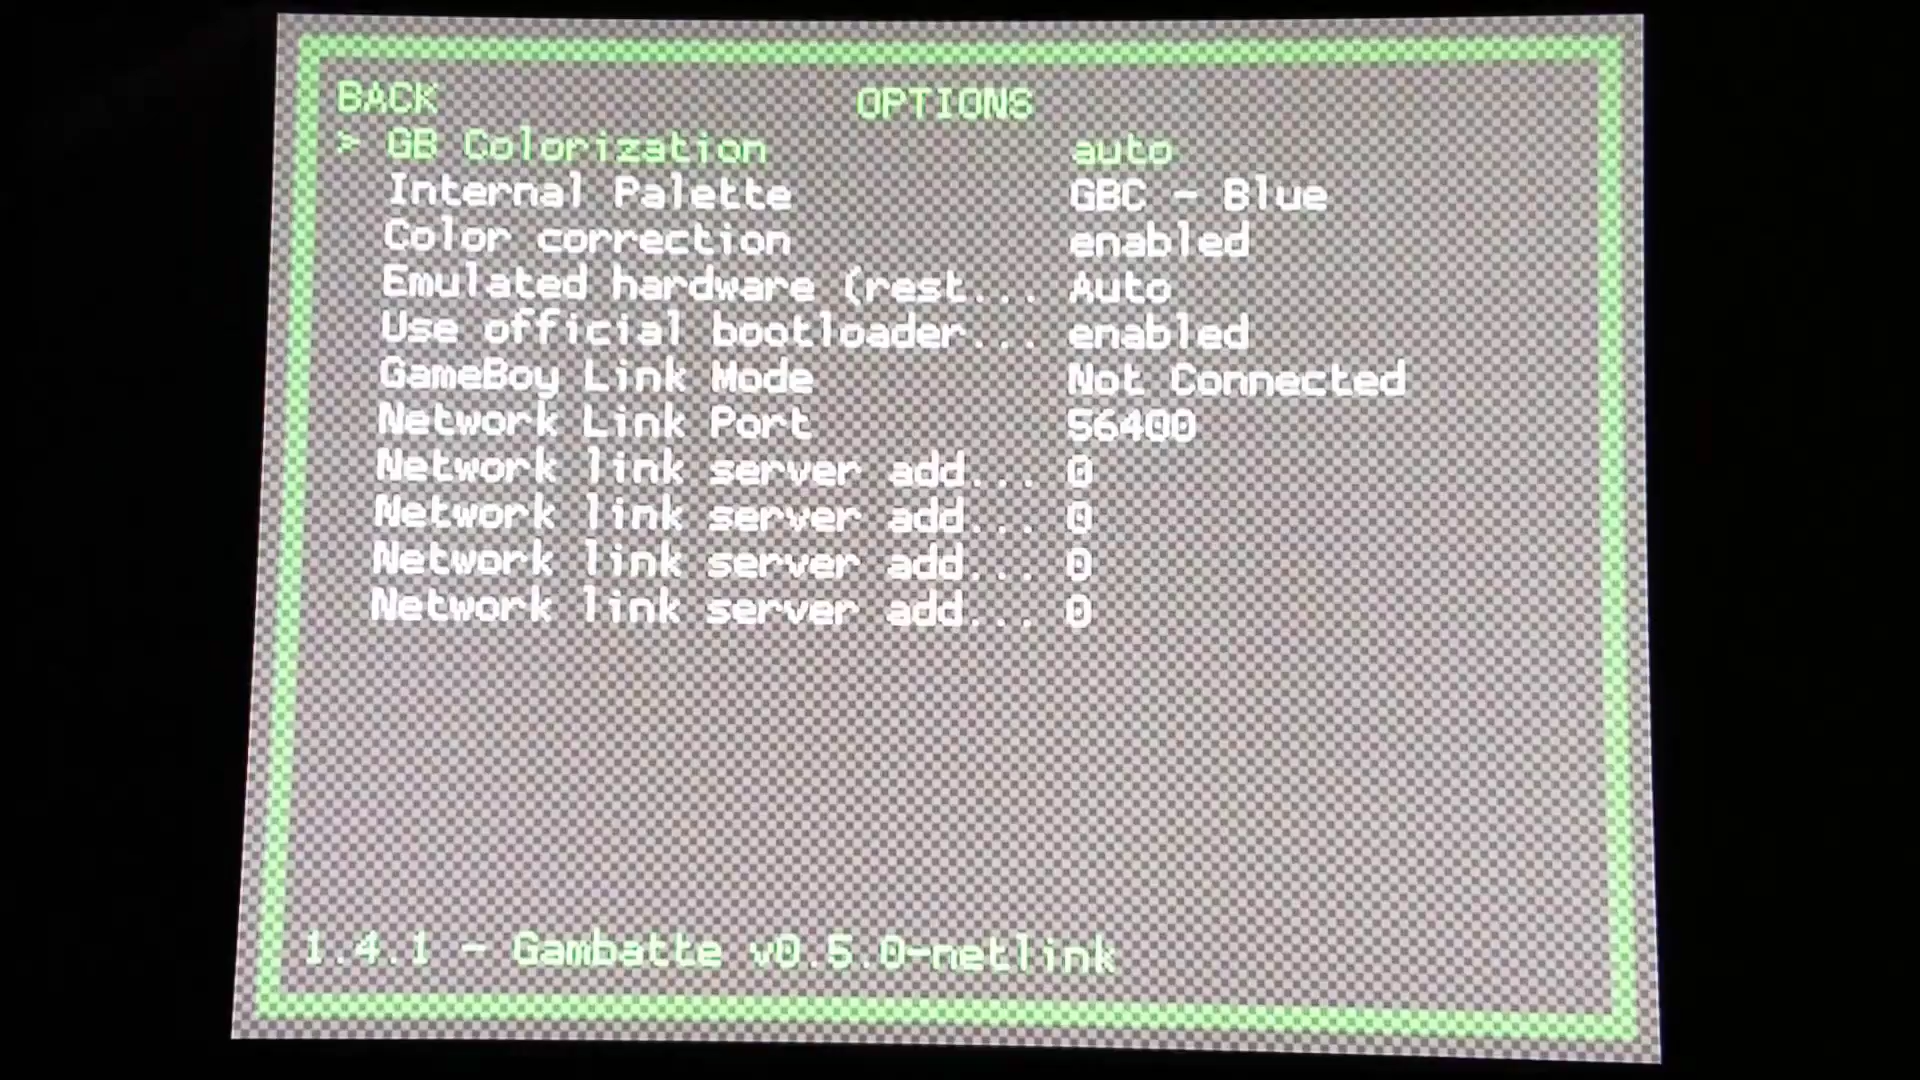 BACK OPTIONS
> GB Colorization auto
Internal Palette GBC - Blue
Color correction enabled
Emulated hardware (rest... Auto
Use official bootloader... enabled
GameBoy Link Mode Not Connected
Network Link Port 56400
Network link server add... 0
Network link server add... 0
Network link server add... 0
Network link server add... 0
1.4.1 - Gambatte v0.5.0-netlink